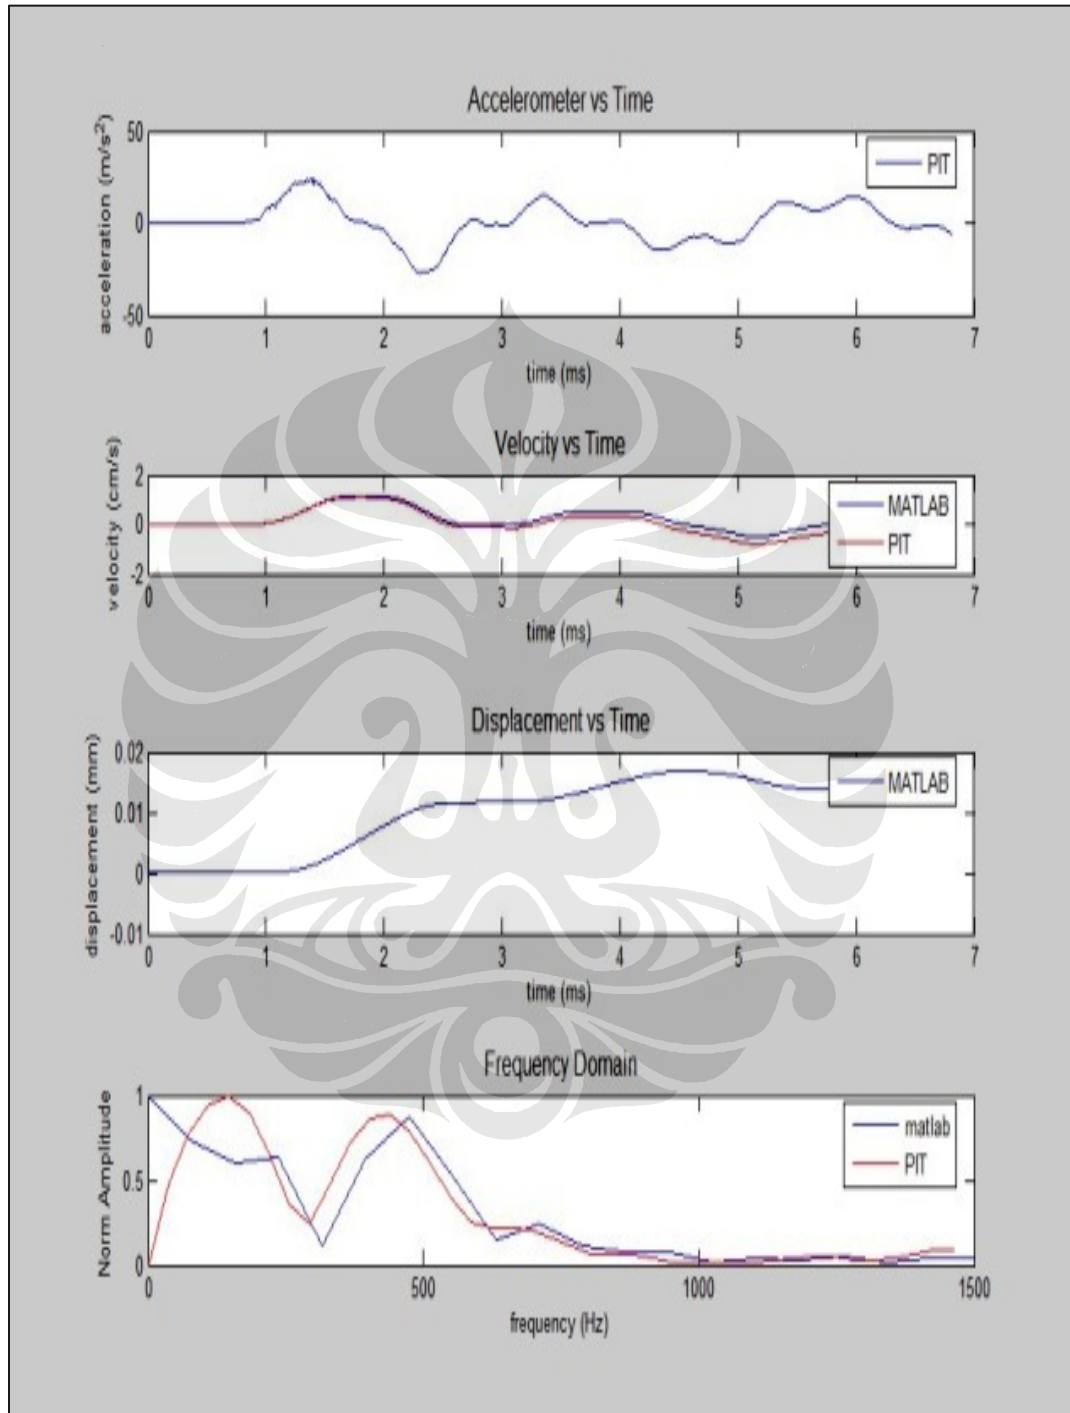 Accelerometer vs Time
acceleration (m/s²)
50
0
-50
PIT
0 1 2 3 4 5 6 7
time (ms)
Velocity vs Time
velocity (cm/s)
2
0
-2
MATLAB
PIT
0 1 2 3 4 5 6 7
time (ms)
Displacement vs Time
displacement (mm)
0.02
0.01
0
-0.01
MATLAB
0 1 2 3 4 5 6 7
time (ms)
Frequency Domain
Norm Amplitude
1
0.5
0
matlab
PIT
0 500 1000 1500
frequency (Hz)